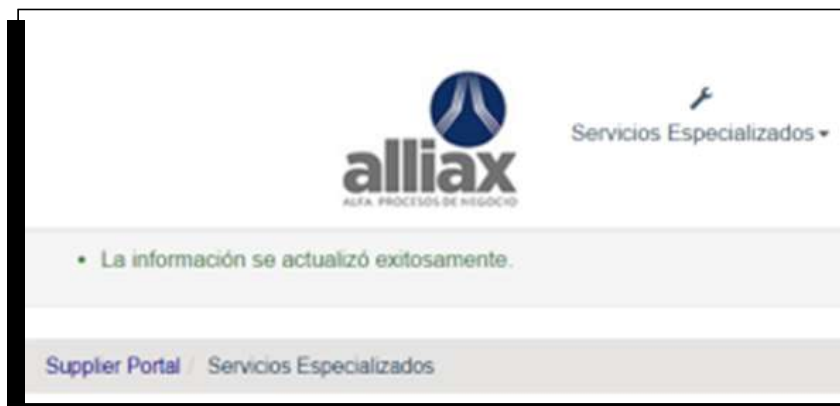 Servicios Especializados
alliax
ALFA PROCESOS DE NEGOCIO
La información se actualizó exitosamente.
Supplier Portal / Servicios Especializados